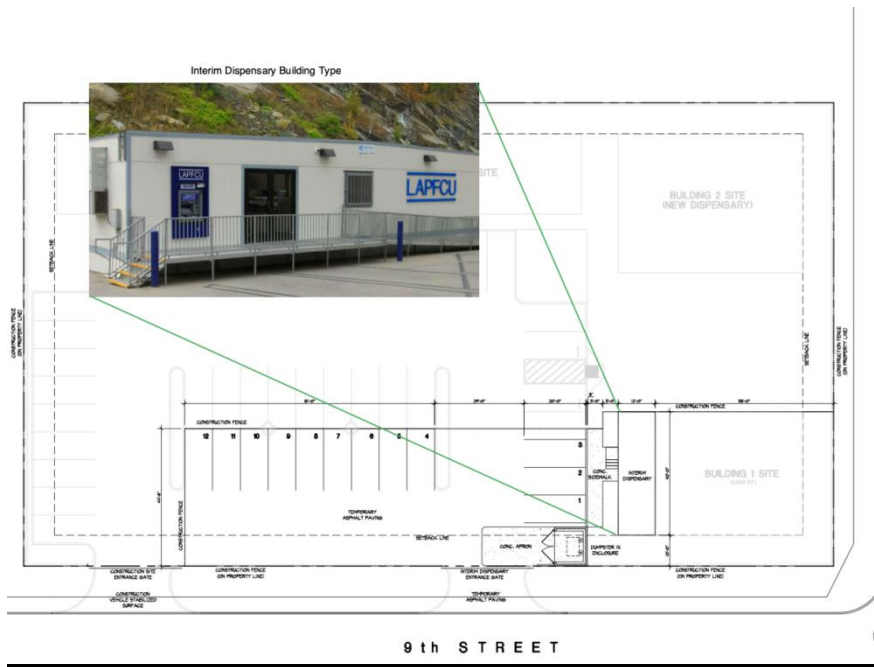 Interim Dispensary Building Type
LAPFCU
LAPFCU
SITE
BUILDING 2 SITE
(NEW DISPENSARY)
SETBACK LINE
CONSTRUCTION FENCE
(ON PROPERTY LINE)
SETBACK LINE
CONSTRUCTION FENCE
(ON PROPERTY LINE)
CONSTRUCTION FENCE
CONSTRUCTION FENCE
12 11 10 9 8 7 6 5 4
3
2
1
CONC.
SIDEWALK
INTERIM
DISPENSARY
BUILDING 1 SITE
TEMPORARY
ASPHALT PAVING
CONSTRUCTION FENCE
SETBACK LINE
CONC. APRON
DUMPSTER IN
ENCLOSURE
CONSTRUCTION SITE
ENTRANCE GATE
CONSTRUCTION FENCE
(ON PROPERTY LINE)
INTERIM DISPENSARY
ENTRANCE GATE
CONSTRUCTION FENCE
(ON PROPERTY LINE)
CONSTRUCTION
VEHICLE STABILIZED
SURFACE
TEMPORARY
ASPHALT PAVING
9th STREET